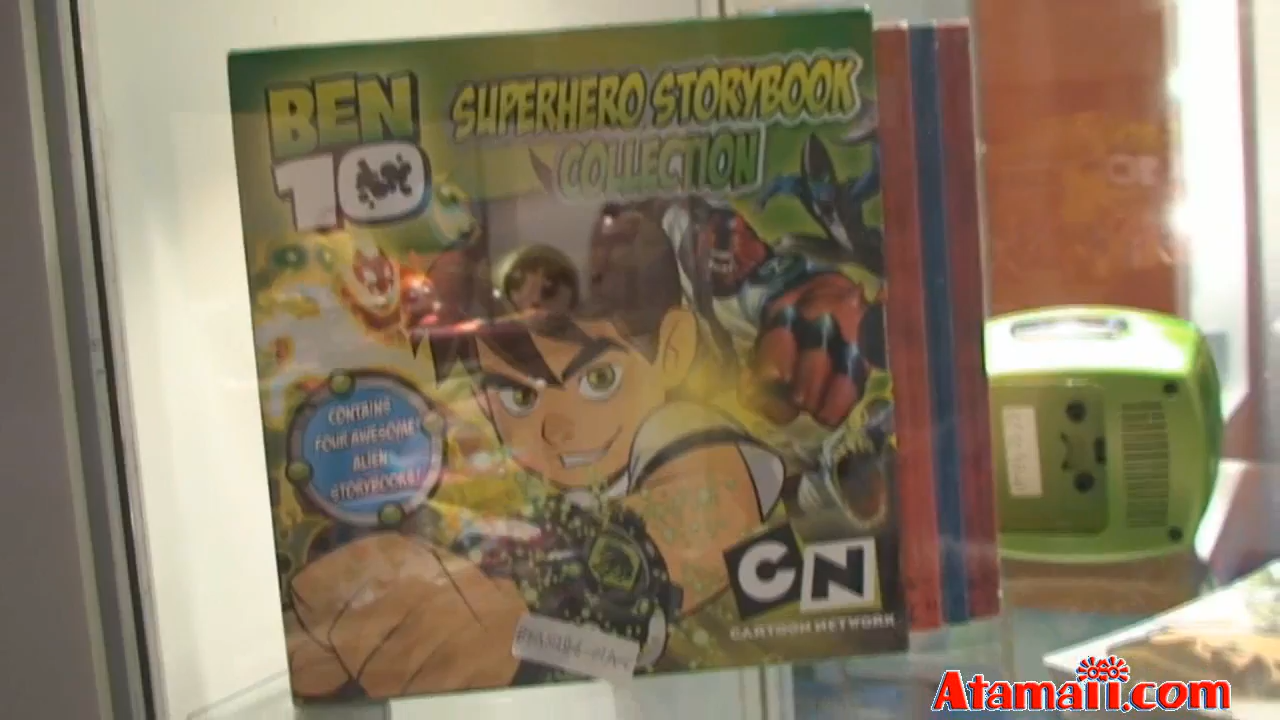 BEN
10
SUPERHERO STORYBOOK
COLLECTION
CONTAINS
FOUR AWESOME
ALIEN
STORYBOOKS!
CN
CARTOON NETWORK
Atamaii.com